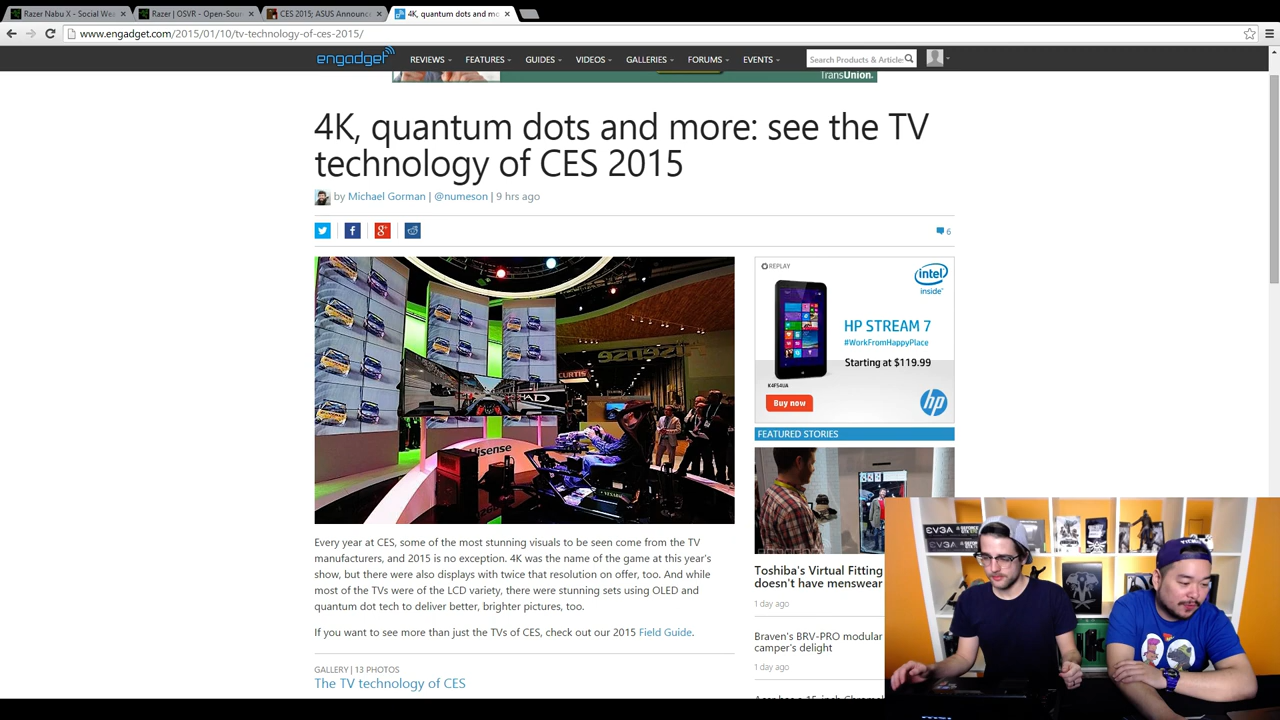 Razer Nabu X - Social Wea
Razer | OSVR - Open-Sour
CES 2015; ASUS Announce
4K, quantum dots and mo
www.engadget.com/2015/01/10/tv-technology-of-ces-2015/
engadget
REVIEWS
FEATURES
GUIDES
VIDEOS
GALLERIES
FORUMS
EVENTS
Search Products & Articles
TransUnion.
4K, quantum dots and more: see the TV
technology of CES 2015
by Michael Gorman | @numeson | 9 hrs ago
6
Hisense
CURTIS
Hisense
REPLAY
intel
inside
HP STREAM 7
#WorkFromHappyPlace
Starting at $119.99
K4F54UA
Buy now
hp
FEATURED STORIES
Every year at CES, some of the most stunning visuals to be seen come from the TV
manufacturers, and 2015 is no exception. 4K was the name of the game at this year's
show, but there were also displays with twice that resolution on offer, too. And while
most of the TVs were of the LCD variety, there were stunning sets using OLED and
quantum dot tech to deliver better, brighter pictures, too.
If you want to see more than just the TVs of CES, check out our 2015 Field Guide.
GALLERY | 13 PHOTOS
The TV technology of CES
Toshiba's Virtual Fitting
doesn't have menswear
1 day ago
Braven's BRV-PRO modular
camper's delight
1 day ago
EVGA
GEFORCE